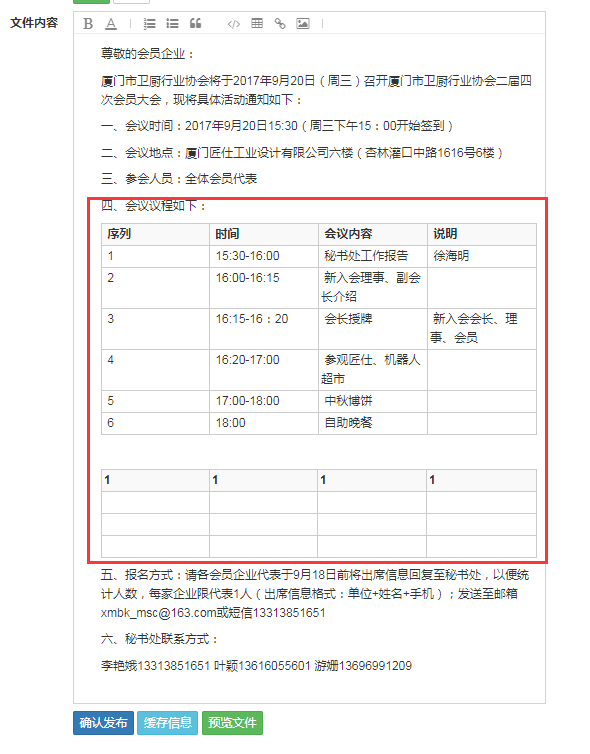 文件内容
尊敬的会员企业：
厦门市卫厨行业协会将于2017年9月20日（周三）召开厦门市卫厨行业协会二届四
次会员大会，现将具体活动通知如下：
一、会议时间：2017年9月20日15:30（周三下午15：00开始签到）
二、会议地点：厦门匠仕工业设计有限公司六楼（杏林灌口中路1616号6楼）
三、参会人员：全体会员代表
四、会议议程如下：
序列 时间 会议内容 说明
1 15:30-16:00 秘书处工作报告 徐海明
2 16:00-16:15 新入会理事、副会
长介绍
3 16:15-16：20 会长授牌 新入会会长、理
事、会员
4 16:20-17:00 参观匠仕、机器人
超市
5 17:00-18:00 中秋博饼
6 18:00 自助晚餐
1 1 1 1
五、报名方式：请各会员企业代表于9月18日前将出席信息回复至秘书处，以便统
计人数，每家企业限代表1人（出席信息格式：单位+姓名+手机）；发送至邮箱
xmbk_msc@163.com或短信13313851651
六、秘书处联系方式：
李艳娥13313851651 叶颖13616055601 游姗13696991209
确认发布 缓存信息 预览文件